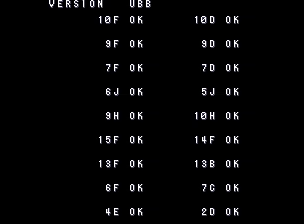 VERSION UBB
10F OK 10D OK
9F OK 9D OK
7F OK 7D OK
6J OK 5J OK
9H OK 10H OK
15F OK 14F OK
13F OK 13B OK
6F OK 7C OK
4E OK 2D OK